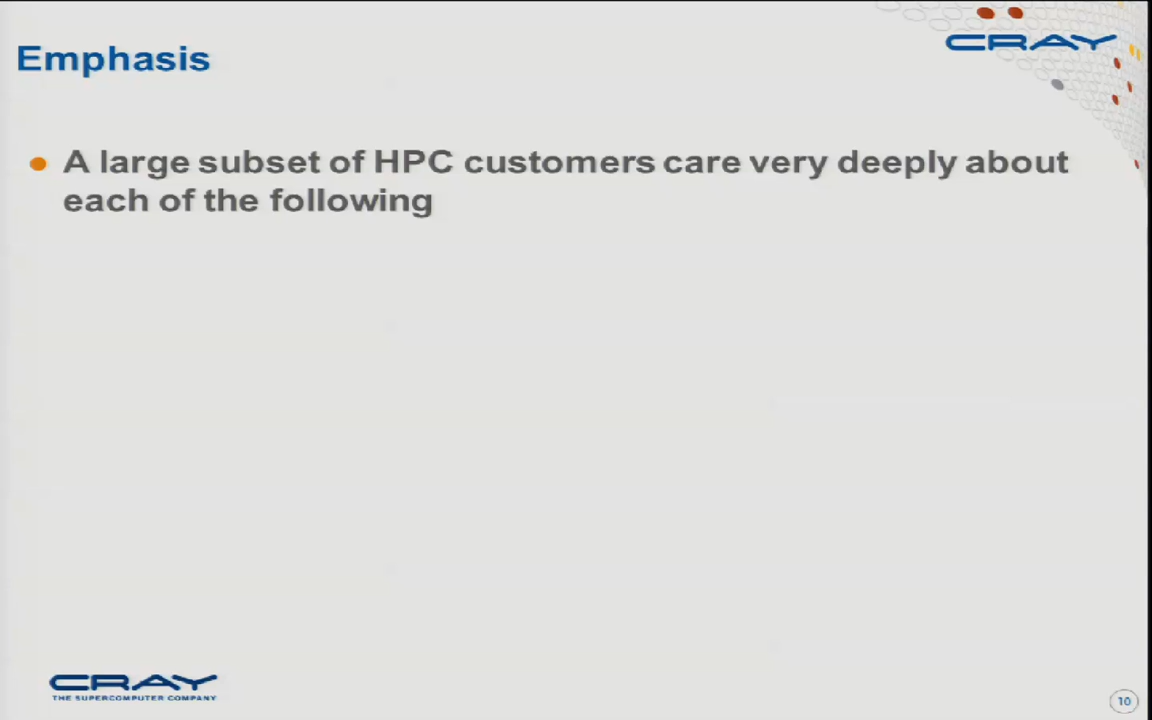 Emphasis
CRAY
A large subset of HPC customers care very deeply about
each of the following
CRAY
THE SUPERCOMPUTER COMPANY
10